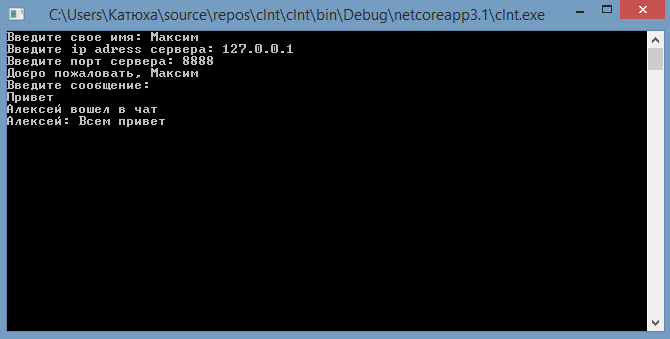 C:\Users\Катюха\source\repos\clnt\clnt\bin\Debug\netcoreapp3.1\clnt.exe
Введите свое имя: Максим
Введите ip adress сервера: 127.0.0.1
Введите порт сервера: 8888
Добро пожаловать, Максим
Введите сообщение:
Привет
Алексей вошел в чат
Алексей: Всем привет